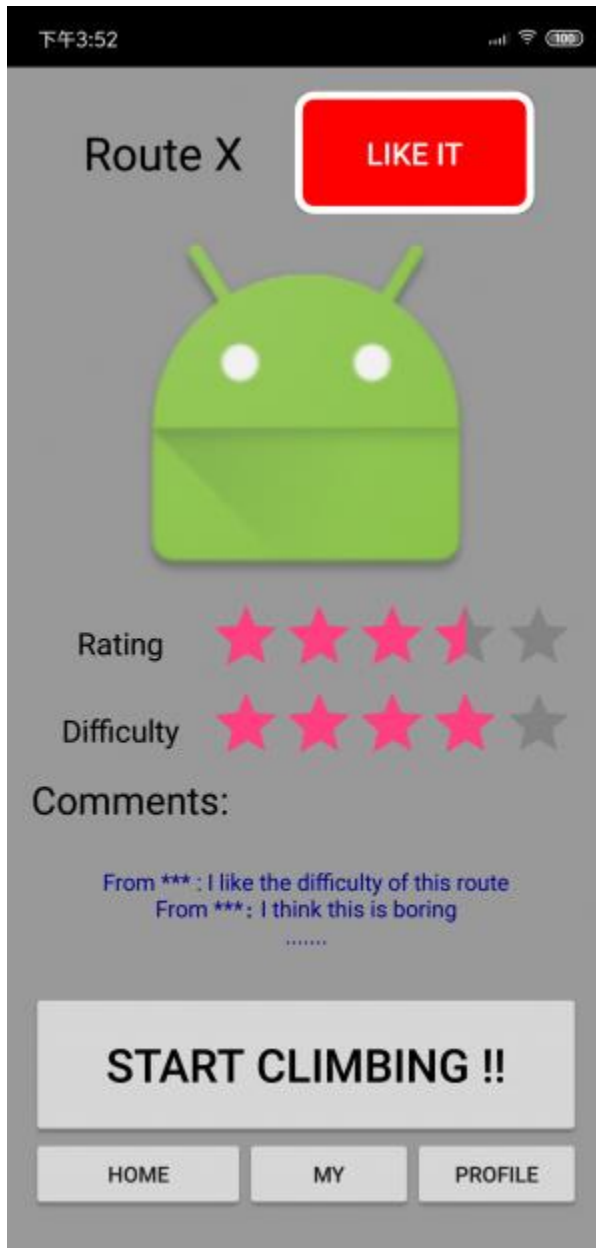 下午3:52
100
Route X
LIKE IT
Rating
Difficulty
Comments:
From *** : I like the difficulty of this route
From ***: I think this is boring
.......
START CLIMBING !!
HOME
MY
PROFILE